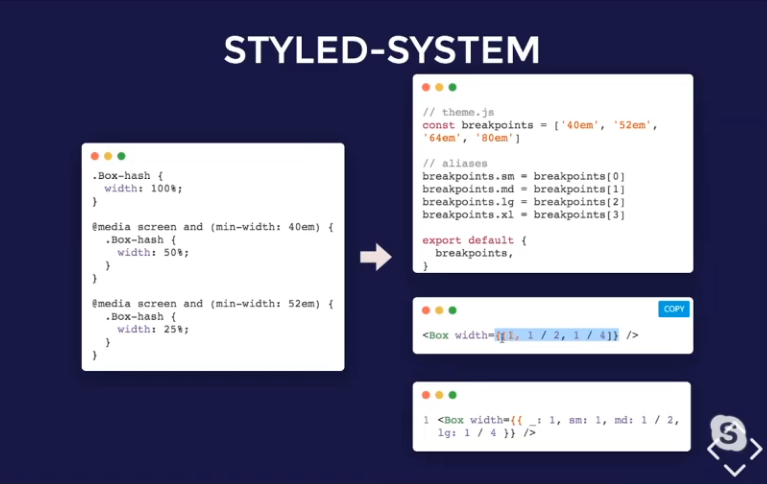 STYLED-SYSTEM
.Box-hash {
width: 100%;
}
@media screen and (min-width: 40em) {
.Box-hash {
width: 50%;
}
}
@media screen and (min-width: 52em) {
.Box-hash {
width: 25%;
}
}
// theme.js
const breakpoints = ['40em', '52em',
'64em', '80em']
// aliases
breakpoints.sm = breakpoints[0]
breakpoints.md = breakpoints[1]
breakpoints.lg = breakpoints[2]
breakpoints.xl = breakpoints[3]
export default {
breakpoints,
}
COPY
<Box width={[1, 1 / 2, 1 / 4]} />
1 <Box width={{ _: 1, sm: 1, md: 1 / 2,
lg: 1 / 4 }} />
S